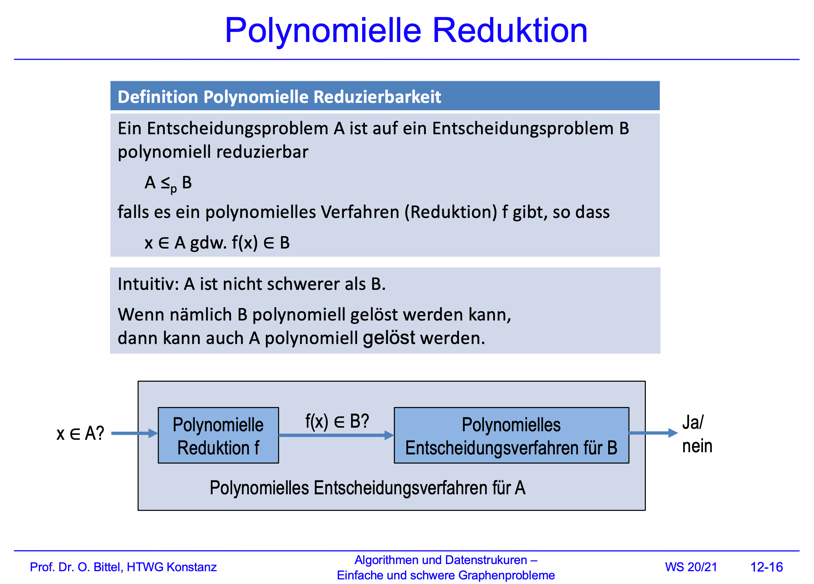 Polynomielle Reduktion
Definition Polynomielle Reduzierbarkeit
Ein Entscheidungsproblem A ist auf ein Entscheidungsproblem B
polynomiell reduzierbar
A ≤p B
falls es ein polynomielles Verfahren (Reduktion) f gibt, so dass
x ∈ A gdw. f(x) ∈ B
Intuitiv: A ist nicht schwerer als B.
Wenn nämlich B polynomiell gelöst werden kann,
dann kann auch A polynomiell gelöst werden.
x ∈ A?
Polynomielle
Reduktion f
f(x) ∈ B?
Polynomielles
Entscheidungsverfahren für B
Ja/
nein
Polynomielles Entscheidungsverfahren für A
Prof. Dr. O. Bittel, HTWG Konstanz
Algorithmen und Datenstrukuren –
Einfache und schwere Graphenprobleme
WS 20/21
12-16